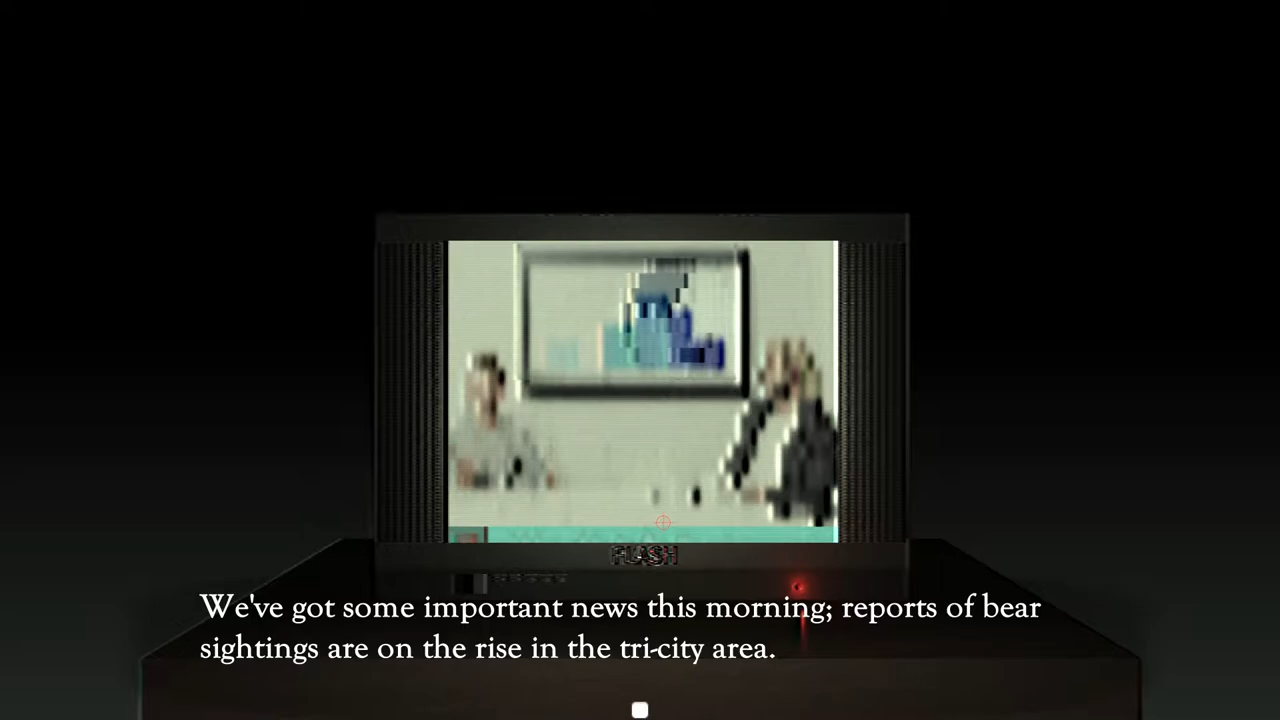 FLASH
We've got some important news this morning; reports of bear
sightings are on the rise in the tri-city area.